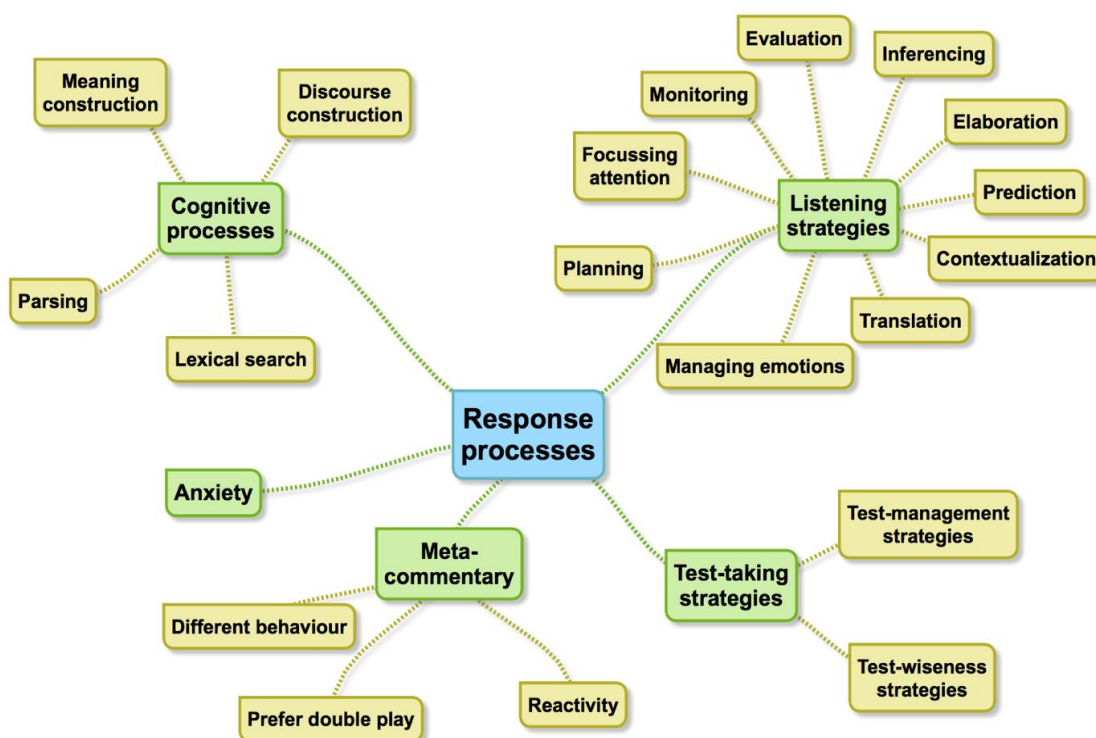 Meaning
construction
Discourse
construction
Cognitive
processes
Parsing
Lexical search
Evaluation
Inferencing
Monitoring
Elaboration
Focussing
attention
Prediction
Listening
strategies
Planning
Contextualization
Translation
Managing emotions
Response
processes
Anxiety
Meta-
commentary
Different behaviour
Prefer double play
Reactivity
Test-taking
strategies
Test-management
strategies
Test-wiseness
strategies